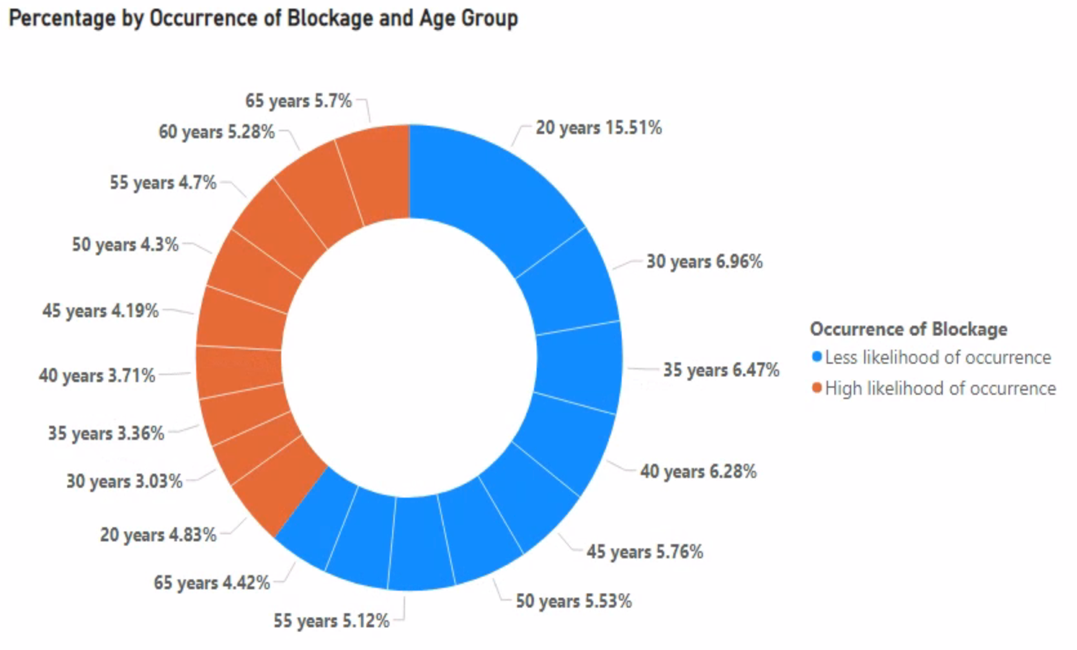 Percentage by Occurrence of Blockage and Age Group
65 years 5.7%
60 years 5.28%
20 years 15.51%
55 years 4.7%
50 years 4.3%
30 years 6.96%
45 years 4.19%
Occurrence of Blockage
Less likelihood of occurrence
35 years 6.47%
40 years 3.71%
High likelihood of occurrence
35 years 3.36%
40 years 6.28%
30 years 3.03%
20 years 4.83%
45 years 5.76%
65 years 4.42%
50 years 5.53%
55 years 5.12%